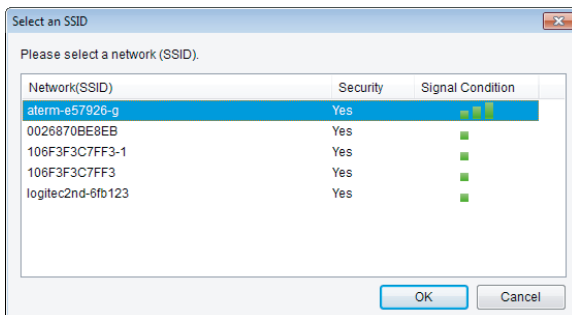 Select an SSID
Please select a network (SSID).
Network(SSID) Security Signal Condition
aterm-e57926-g Yes
0026870BE8EB Yes
106F3F3C7FF3-1 Yes
106F3F3C7FF3 Yes
logitec2nd-6fb123 Yes
OK Cancel